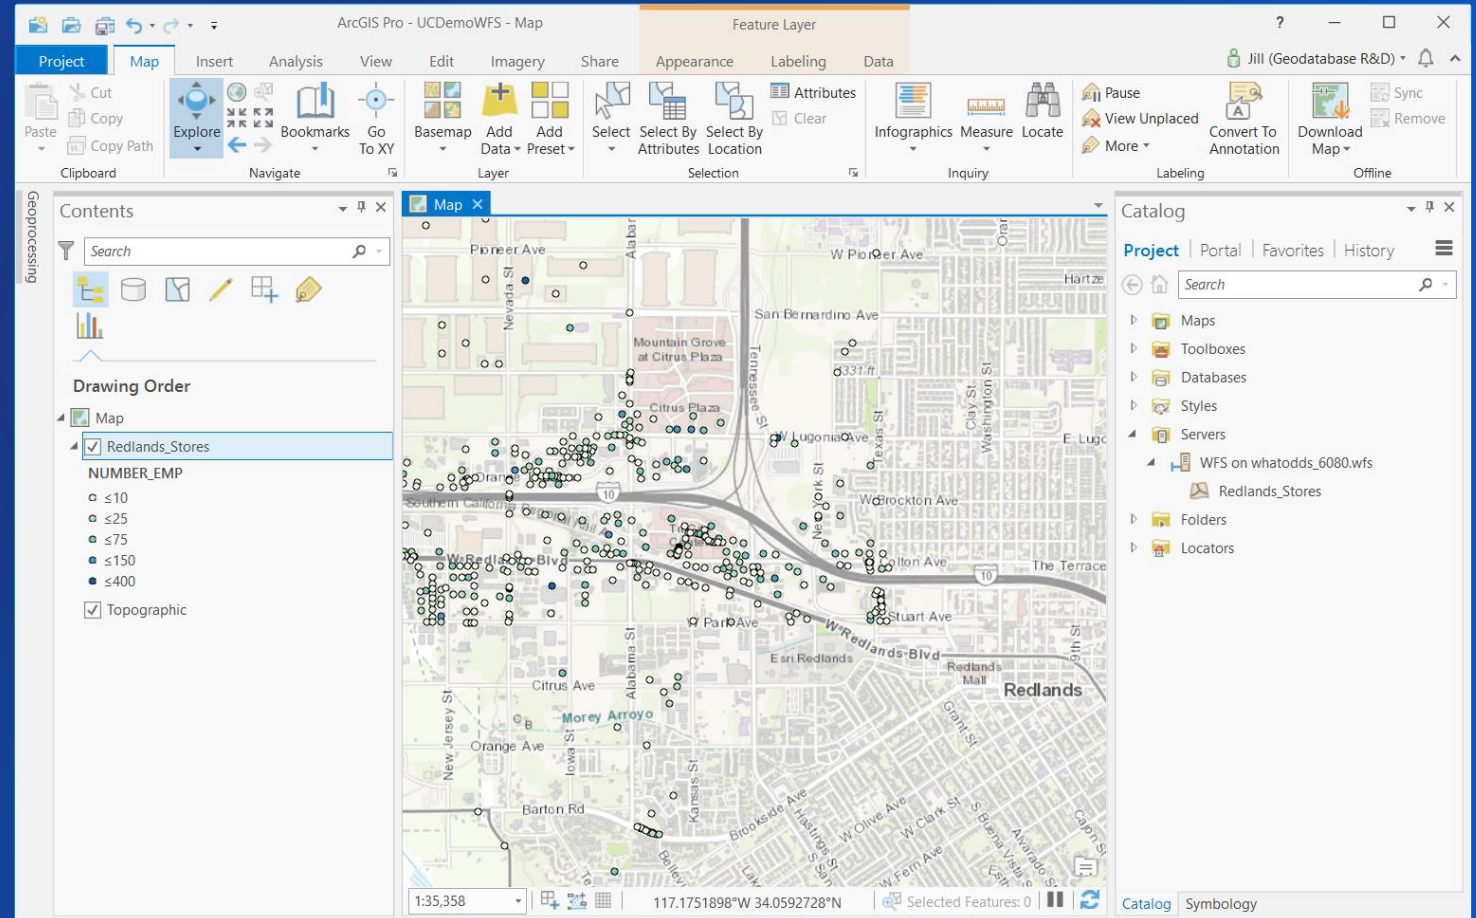 ArcGIS Pro - UCDemoWFS - Map
Feature Layer
?
Project Map Insert Analysis View Edit Imagery Share Appearance Labeling Data
Jill (Geodatabase R&D)
Paste
Cut
Copy
Copy Path
Clipboard
Explore
Bookmarks
Go
To XY
Navigate
Basemap
Add
Data
Add
Preset
Layer
Select
Select By
Attributes
Select By
Location
Attributes
Clear
Selection
Infographics
Measure
Locate
Inquiry
Pause
View Unplaced
More
Convert To
Annotation
Labeling
Download
Map
Sync
Remove
Offline
Geoprocessing
Contents
Search
Drawing Order
Map
Redlands_Stores
NUMBER_EMP
≤10
≤25
≤75
≤150
≤400
Topographic
Map
Pioneer Ave
W Pioneer Ave
Nevada St
Hartze
San Bernardino Ave
Mountain Grove
at Citrus Plaza
Tennessee St
Citrus Plaza
Texas St
Clay St
Washington St
W Lugonia Ave
E Lugo
10
New York St
W Brockton Ave
Southern California Regional Rail
W Redlands Blvd
The Terrace
10
Stuart Ave
W Park Ave
W Redlands-Blvd
Esri Redlands
Redlands
Mall
9th St
Redlands
Citrus Ave
Alabama St
Morey Arroyo
New Jersey St
Orange Ave
Iowa St
Grant St
Barton Rd
Kansas St
Brookside Ave
Hastings St
W Olive Ave
W Clark St
S Buena Vista St
Alvarado St
Cajon St
W Fern Ave
1:35,358
117.1751898°W 34.0592728°N
Selected Features: 0
Catalog
Project Portal Favorites History
Search
Maps
Toolboxes
Databases
Styles
Servers
WFS on whatodds_6080.wfs
Redlands_Stores
Folders
Locators
Catalog Symbology